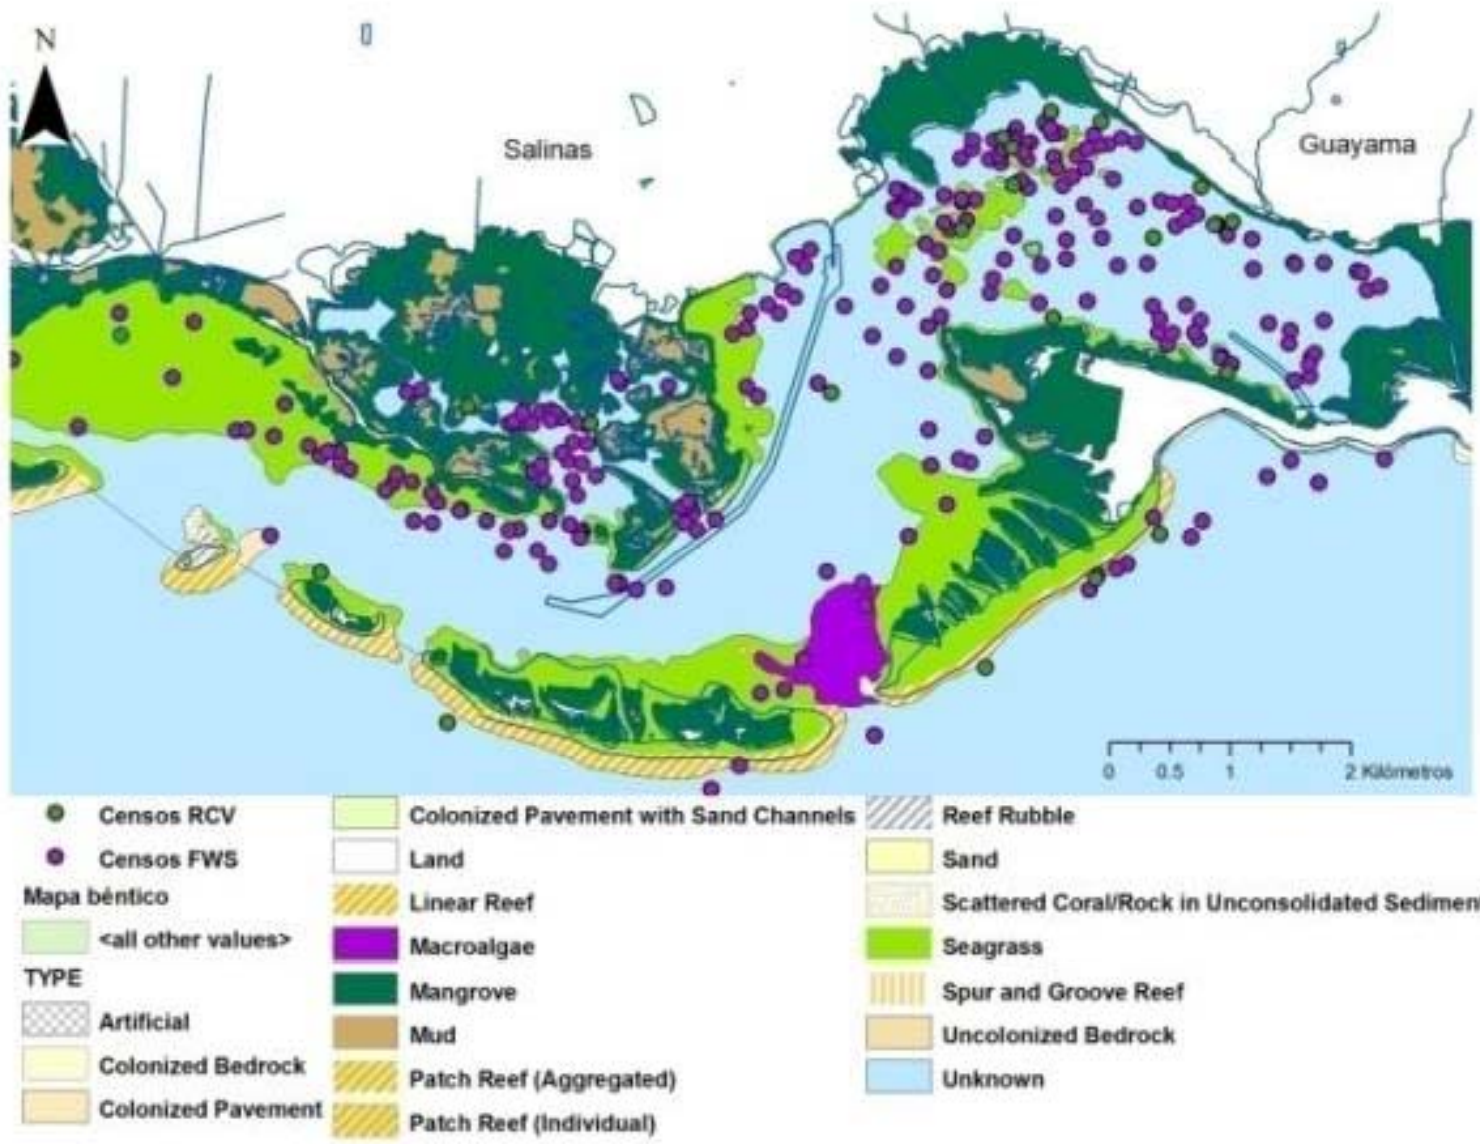 N
Salinas
Guayama
0 0.5 1 2 Kilómetros
Censos RCV
Censos FWS
Mapa béntico
<all other values>
TYPE
Artificial
Colonized Bedrock
Colonized Pavement
Colonized Pavement with Sand Channels
Land
Linear Reef
Macroalgae
Mangrove
Mud
Patch Reef (Aggregated)
Patch Reef (Individual)
Reef Rubble
Sand
Scattered Coral/Rock in Unconsolidated Sedimen
Seagrass
Spur and Groove Reef
Uncolonized Bedrock
Unknown